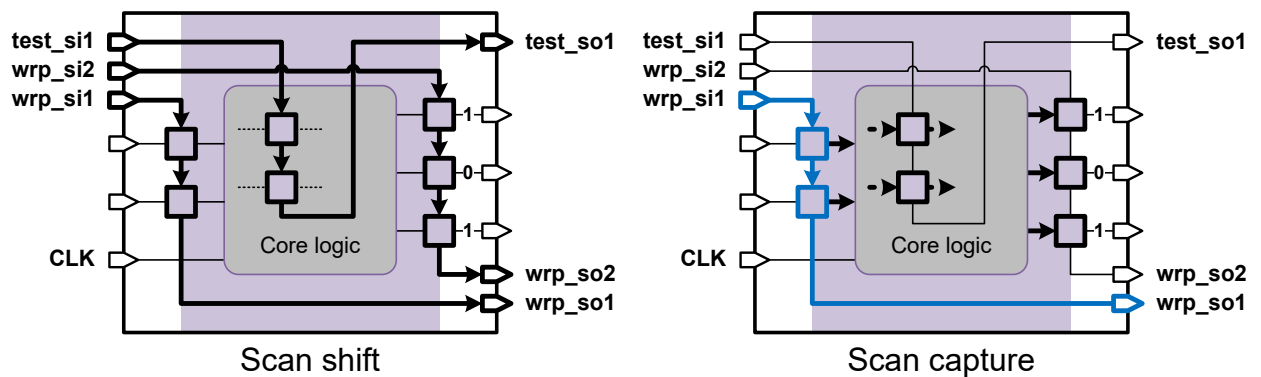 test_si1
wrp_si2
wrp_si1
CLK
1
0
1
Core logic
test_so1
wrp_so2
wrp_so1
Scan shift
test_si1
wrp_si2
wrp_si1
CLK
1
0
1
Core logic
test_so1
wrp_so2
wrp_so1
Scan capture